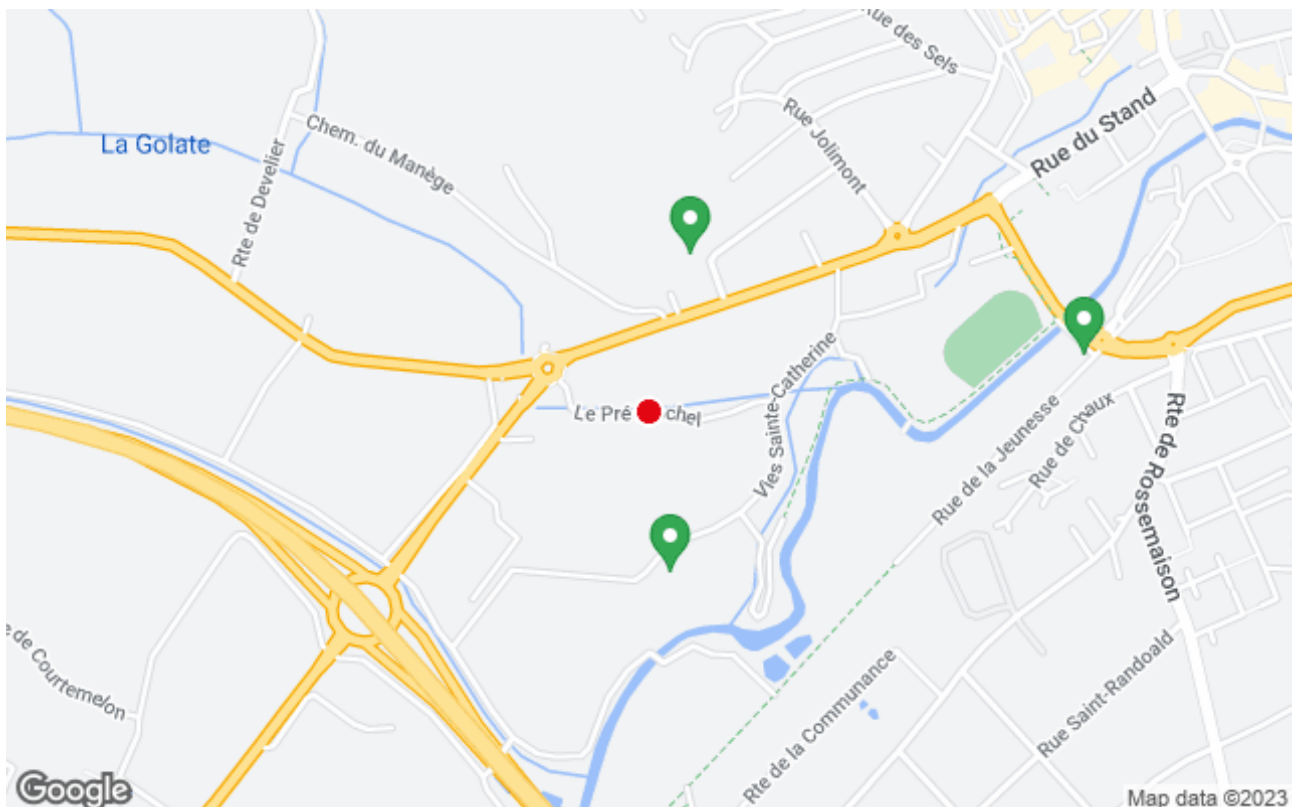 Rue des Sels
La Golate
Chem. du Manège
Rue Jolimont
Rue du Stand
Rte de Develier
Le Pré chel
Vies Sainte-Catherine
Rue de la Jeunesse
Rue de Chaux
Rte de Rossemaison
e de Courtemelon
Rte de la Communance
Rue Saint-Randoald
Google
Map data ©2023